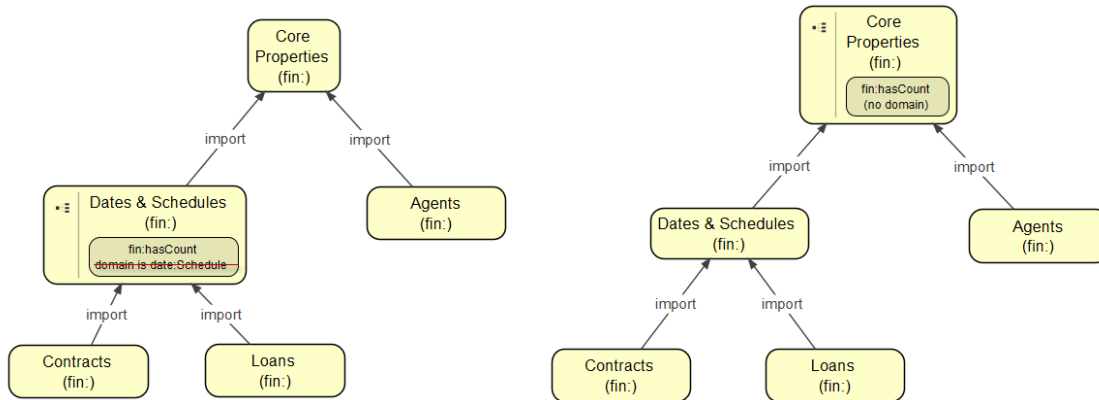 Core
Properties
(fin:)
import
import
Dates & Schedules
(fin:)
fin:hasCount
domain is date:Schedule
Agents
(fin:)
import
import
Contracts
(fin:)
Loans
(fin:)
Core
Properties
(fin:)
fin:hasCount
(no domain)
import
import
Dates & Schedules
(fin:)
Agents
(fin:)
import
import
Contracts
(fin:)
Loans
(fin:)